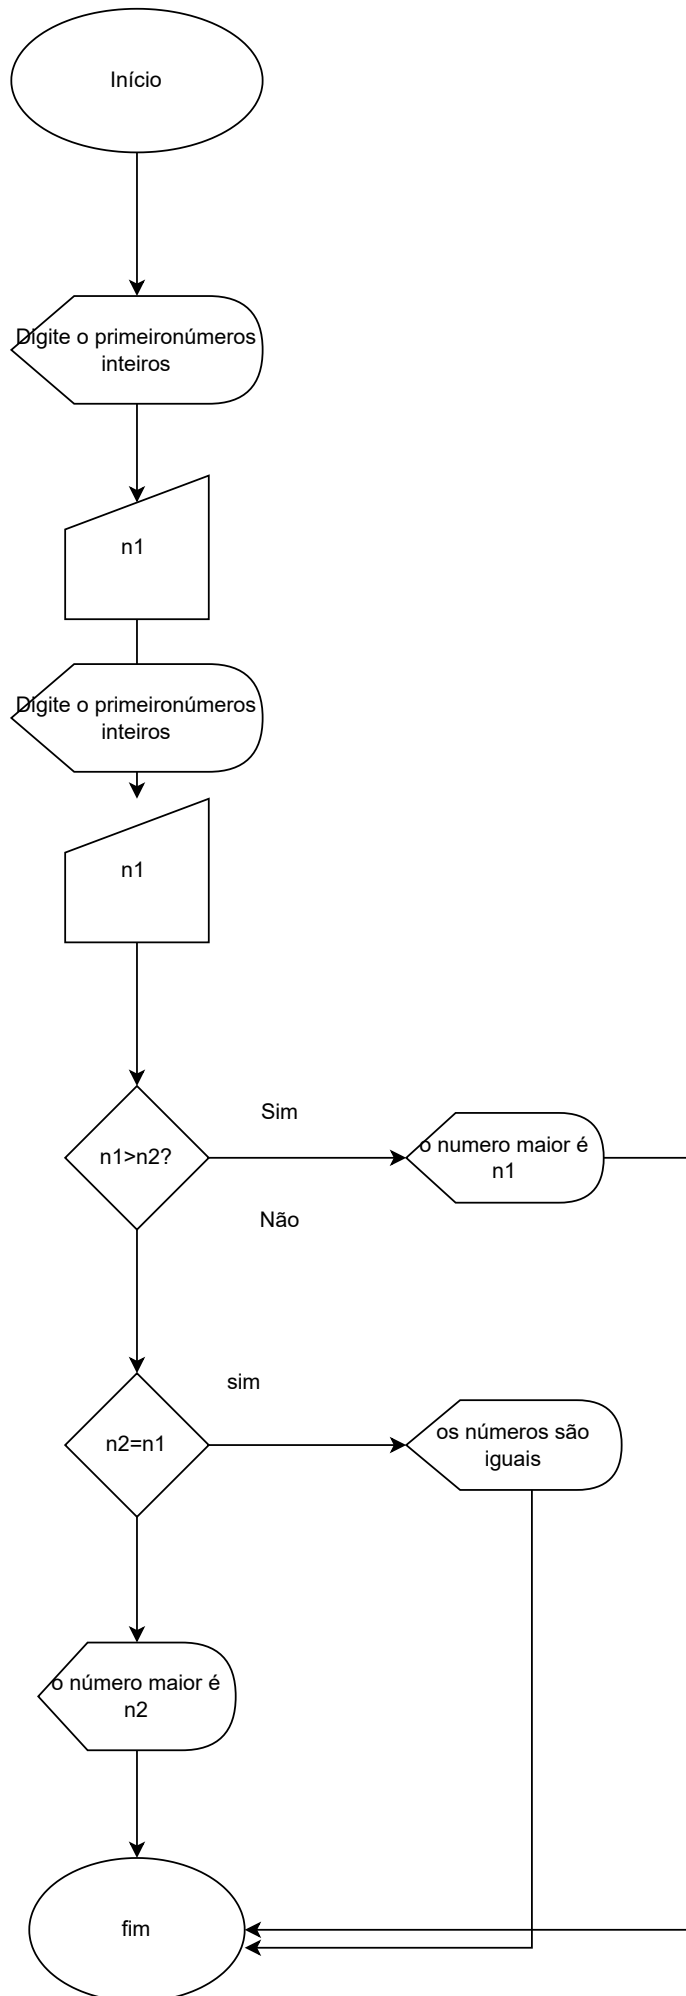 Início
Digite o primeironúmeros
inteiros
n1
Digite o primeironúmeros
inteiros
n1
Sim
n1>n2?
o numero maior é
n1
Não
sim
n2=n1
os números são
iguais
o número maior é
n2
fim